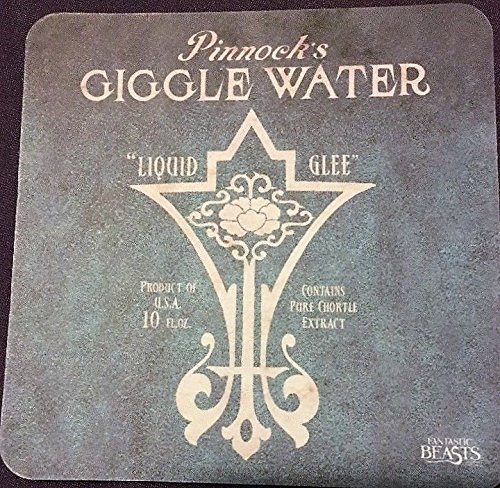 Pinnock's
GIGGLE WATER
"LIQUID GLEE"
PRODUCT OF
U.S.A.
10 FL.OZ.
CONTAINS
PURE CHORTLE
EXTRACT
FANTASTIC
BEASTS